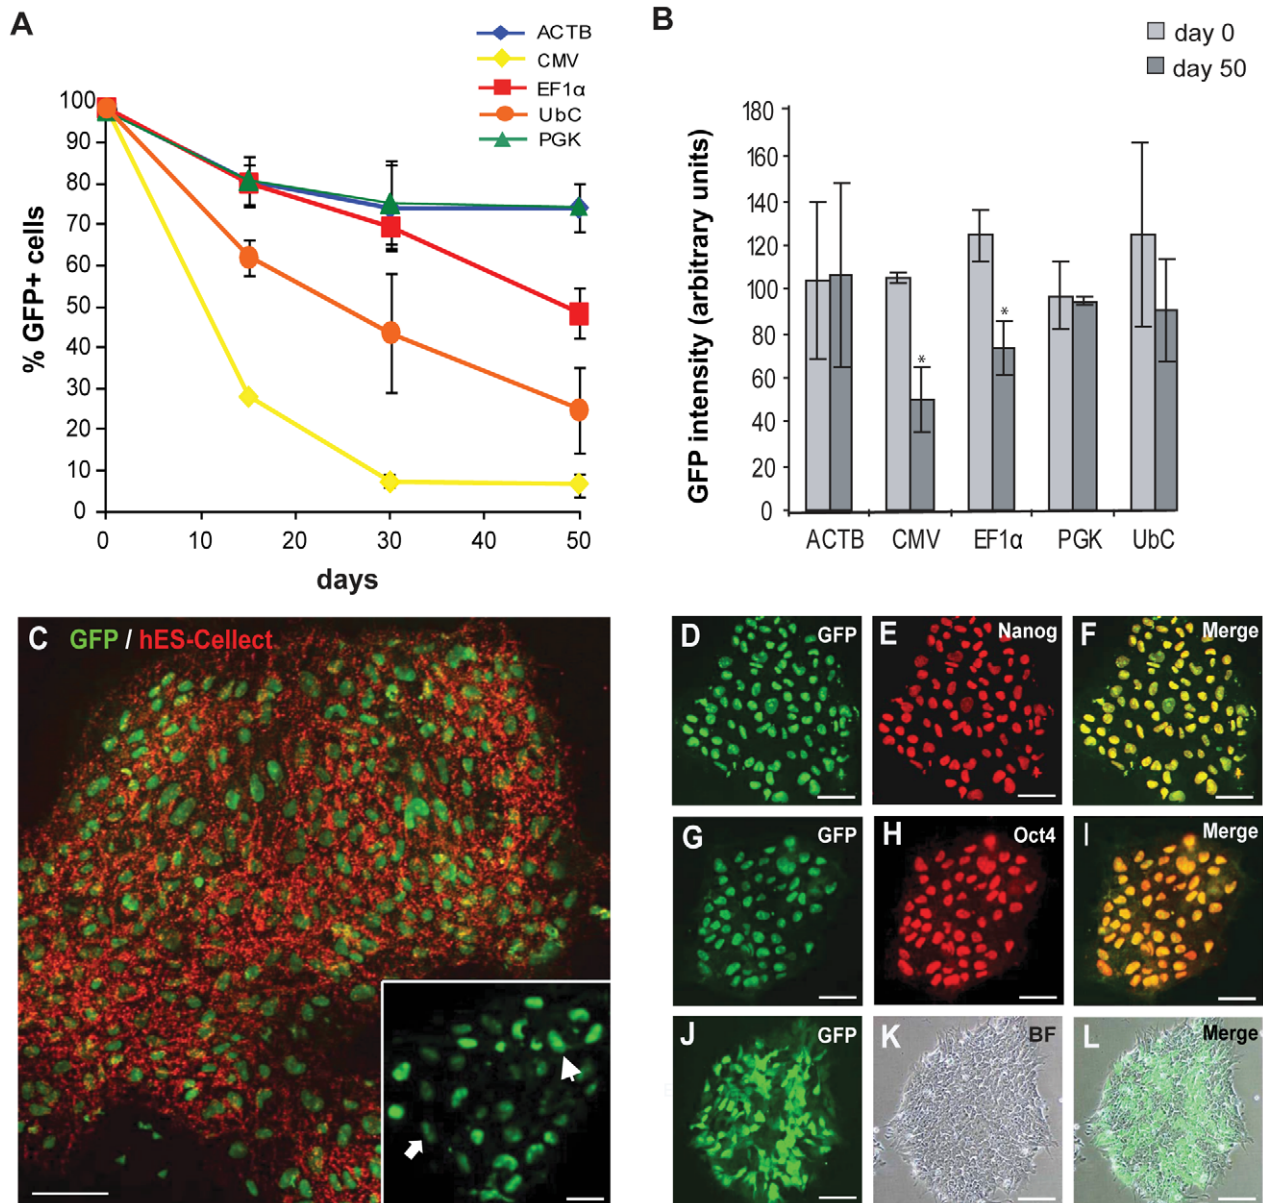 A
ACTB
CMV
EF1α
UbC
PGK
100
90
80
70
60
50
40
30
20
10
0
% GFP+ cells
0 10 20 30 40 50
days
B
day 0
day 50
180
160
140
120
100
80
60
40
20
0
GFP intensity (arbitrary units)
*
*
ACTB CMV EF1α PGK UbC
C GFP / hES-Cellect
D GFP
E Nanog
F Merge
G GFP
H Oct4
I Merge
J GFP
K BF
L Merge